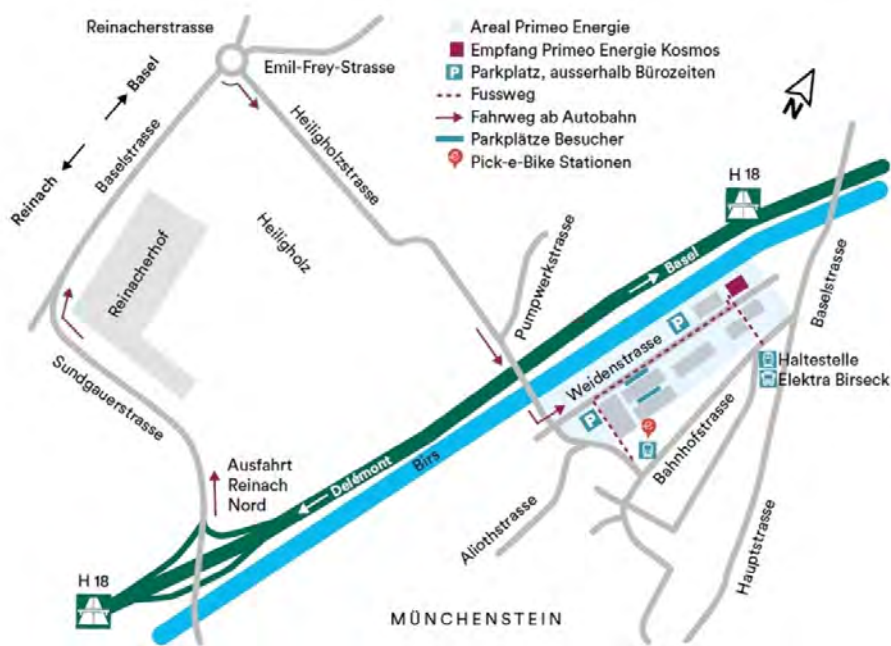 Reinacherstrasse
Emil-Frey-Strasse
Areal Primeo Energie
Empfang Primeo Energie Kosmos
P Parkplatz, ausserhalb Bürozeiten
Fussweg
Fahrweg ab Autobahn
Parkplätze Besucher
Pick-e-Bike Stationen
N
Basel
Reinach
Baselstrasse
Heiligholzstrasse
Heiligholz
Reinacherhof
H 18
Pumpwerkstrasse
Basel
Baselstrasse
P
Weidenstrasse
Haltestelle
Elektra Birseck
P
Sundgauerstrasse
Bahnhofstrasse
Ausfahrt
Reinach
Nord
Delémont
Birs
Aliothstrasse
Hauptstrasse
H 18
MÜNCHENSTEIN